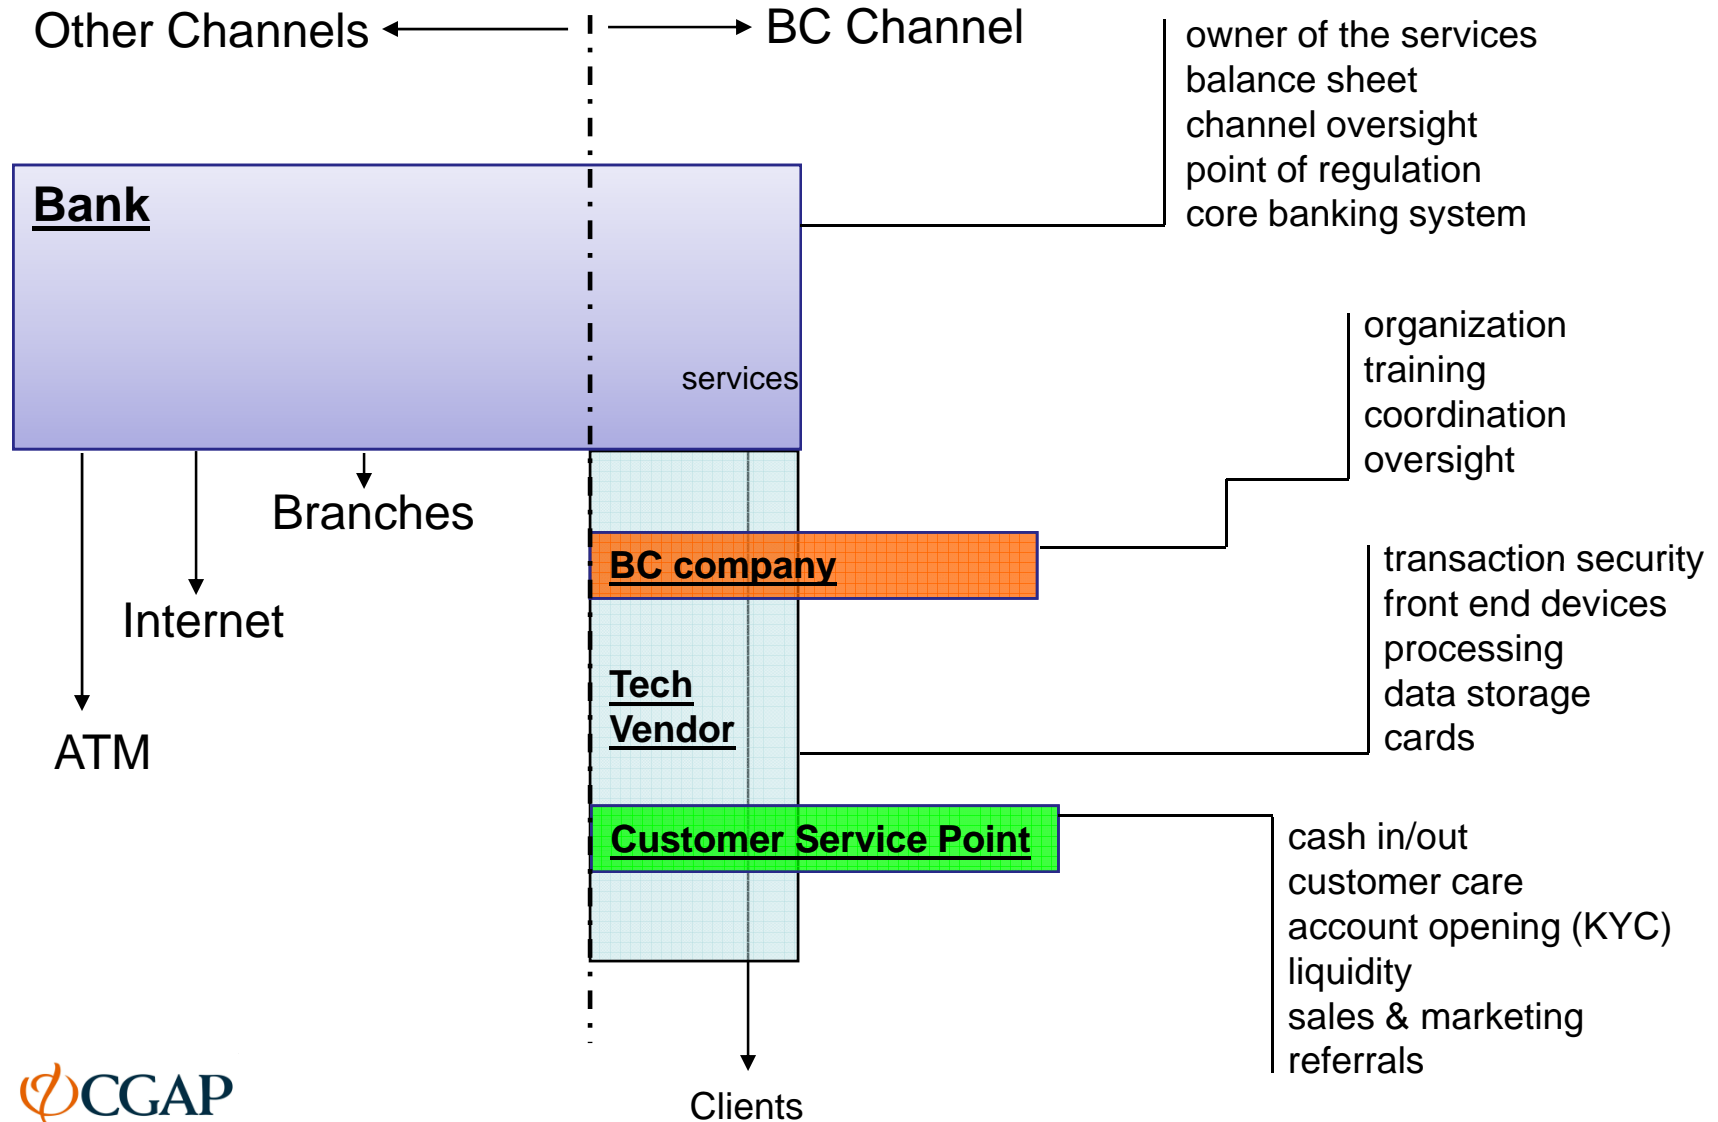 Other Channels
BC Channel
owner of the services
balance sheet
channel oversight
point of regulation
core banking system
Bank
services
organization
training
coordination
oversight
Branches
BC company
transaction security
front end devices
processing
data storage
cards
Internet
Tech
Vendor
ATM
Customer Service Point
cash in/out
customer care
account opening (KYC)
liquidity
sales & marketing
referrals
CGAP
Clients